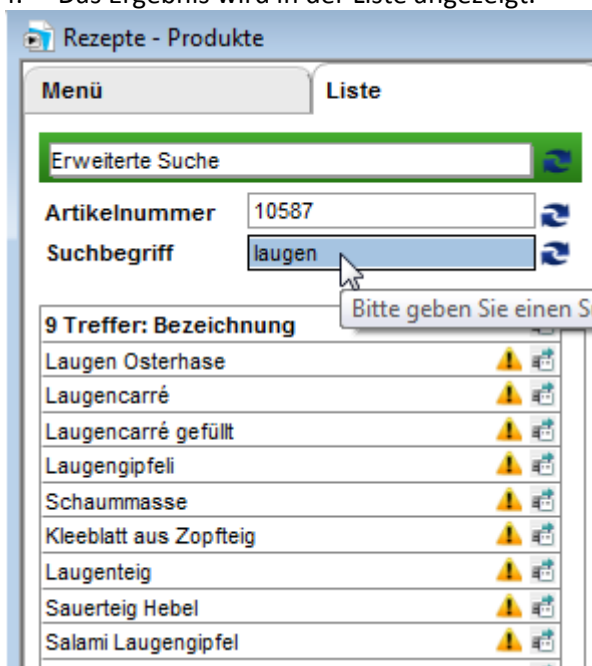 Das Ergebnis wird in der Liste angezeigt.
Rezepte - Produkte
Menü Liste
Erweiterte Suche
Artikelnummer 10587
Suchbegriff laugen
Bitte geben Sie einen
9 Treffer: Bezeichnung
Laugen Osterhase
Laugencarré
Laugencarré gefüllt
Laugengipfeli
Schaummasse
Kleeblatt aus Zopfteig
Laugenteig
Sauerteig Hebel
Salami Laugengipfel